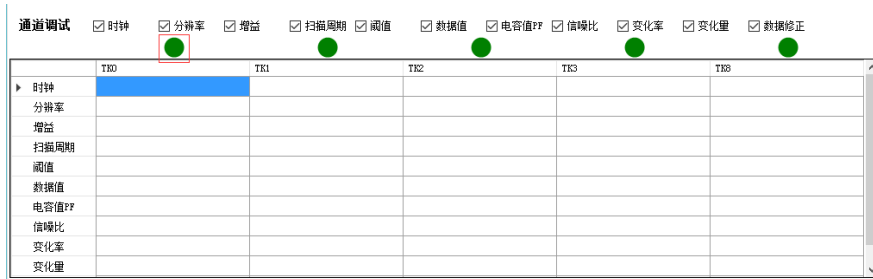 通道调试 时钟 分辨率 增益 扫描周期 阈值 数据值 电容值PF 信噪比 变化率 变化量 数据修正
TK0 TK1 TK2 TK3 TK8
时钟
分辨率
增益
扫描周期
阈值
数据值
电容值PF
信噪比
变化率
变化量